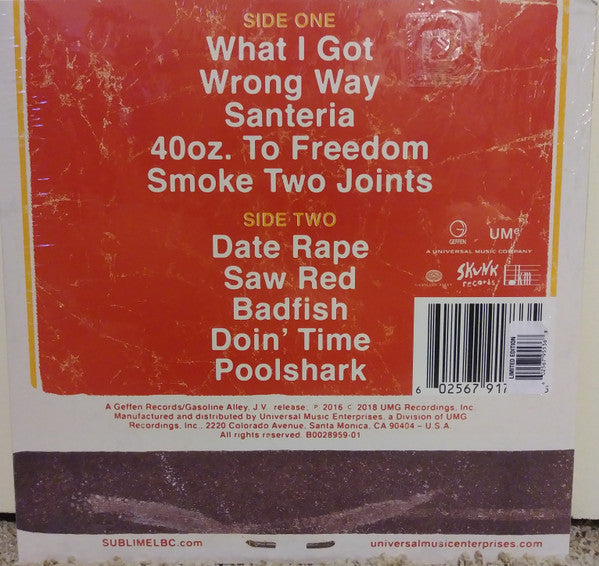 SIDE ONE
What I Got
Wrong Way
Santeria
40oz. To Freedom
Smoke Two Joints
SIDE TWO
Date Rape
Saw Red
Badfish
Doin' Time
Poolshark
GEFFEN
UMe
A UNIVERSAL MUSIC COMPANY
SKUNK
records
LIMITED EDITION
6 02567 917
A Geffen Records/Gasoline Alley, J.V. release; ℗ 2016 © 2018 UMG Recordings, Inc.
Manufactured and distributed by Universal Music Enterprises, a Division of UMG
Recordings, Inc., 2220 Colorado Avenue, Santa Monica, CA 90404 – U.S.A.
All rights reserved. B0028959-01
SUBLIMELBC.com
universalmusicenterprises.com